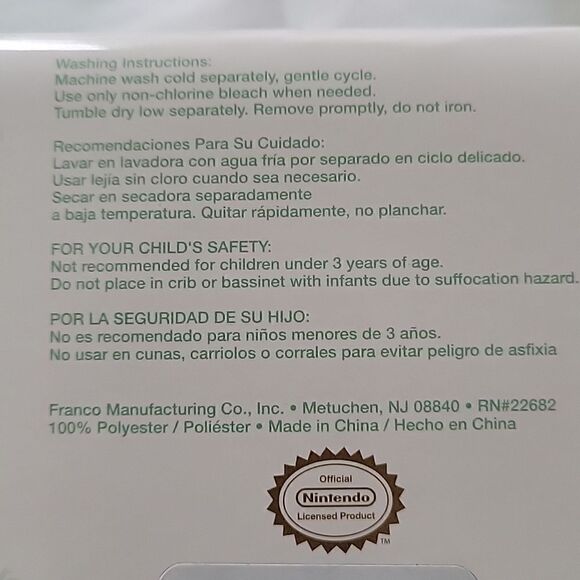 Washing Instructions:
Machine wash cold separately, gentle cycle.
Use only non-chlorine bleach when needed.
Tumble dry low separately. Remove promptly, do not iron.
Recomendaciones Para Su Cuidado:
Lavar en lavadora con agua fría por separado en ciclo delicado.
Usar lejía sin cloro cuando sea necesario.
Secar en secadora separadamente
a baja temperatura. Quitar rápidamente, no planchar.
FOR YOUR CHILD'S SAFETY:
Not recommended for children under 3 years of age.
Do not place in crib or bassinet with infants due to suffocation hazard.
POR LA SEGURIDAD DE SU HIJO:
No es recomendado para niños menores de 3 años.
No usar en cunas, carriolos o corrales para evitar peligro de asfixia
Franco Manufacturing Co., Inc. • Metuchen, NJ 08840 • RN#22682
100% Polyester / Poliéster • Made in China / Hecho en China
Official
Nintendo
Licensed Product
TM